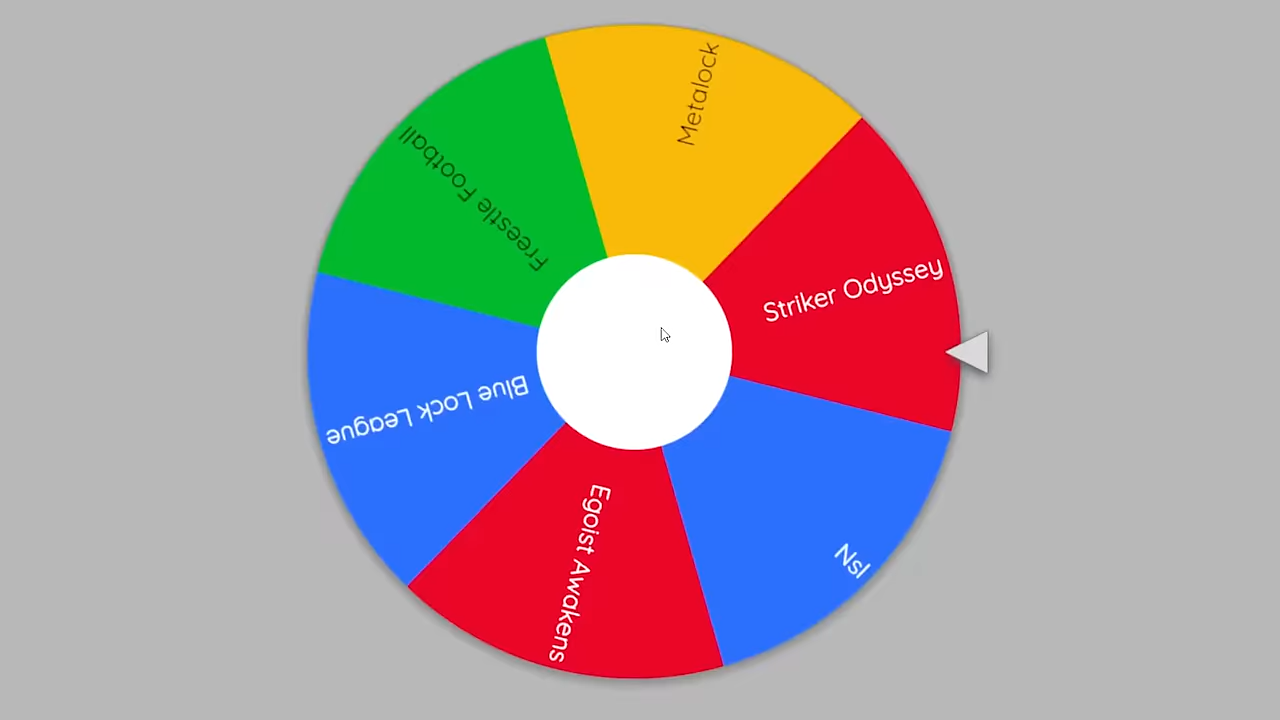 Metalock
Striker Odyssey
Nsl
Egoist Awakens
Blue Lock League
Freestle Football